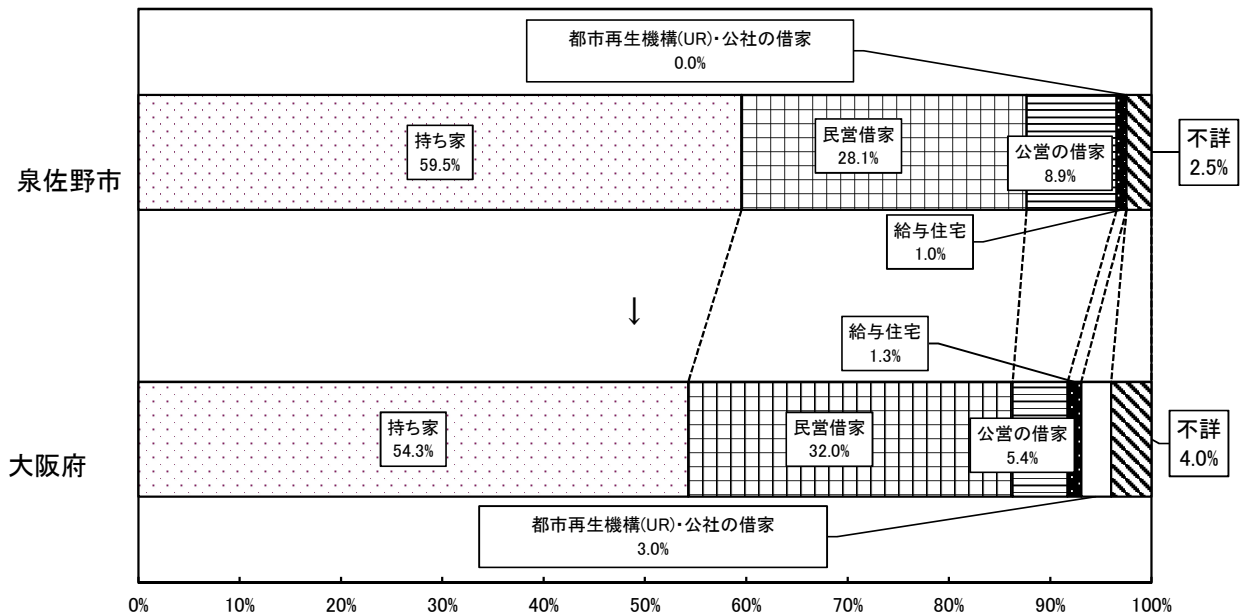 都市再生機構(UR)・公社の借家
0.0%
泉佐野市
持ち家
59.5%
民営借家
28.1%
公営の借家
8.9%
不詳
2.5%
給与住宅
1.0%
↓
給与住宅
1.3%
大阪府
持ち家
54.3%
民営借家
32.0%
公営の借家
5.4%
不詳
4.0%
都市再生機構(UR)・公社の借家
3.0%
0% 10% 20% 30% 40% 50% 60% 70% 80% 90% 100%